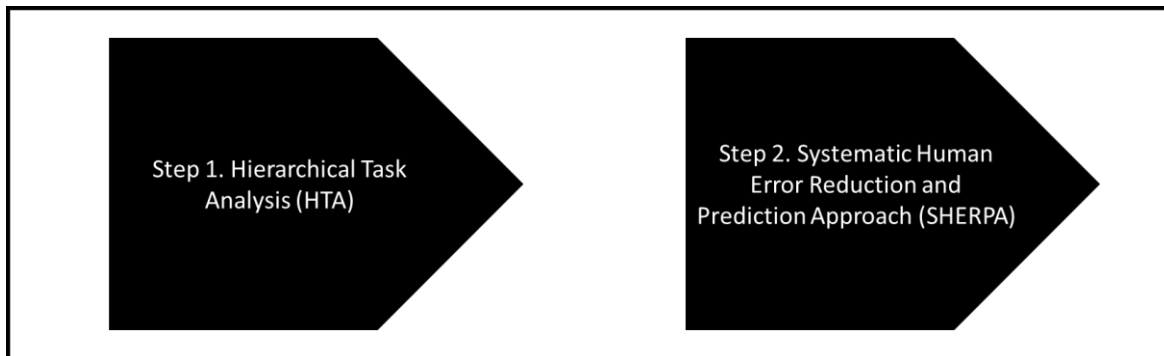 Step 1. Hierarchical Task
Analysis (HTA)
Step 2. Systematic Human
Error Reduction and
Prediction Approach (SHERPA)